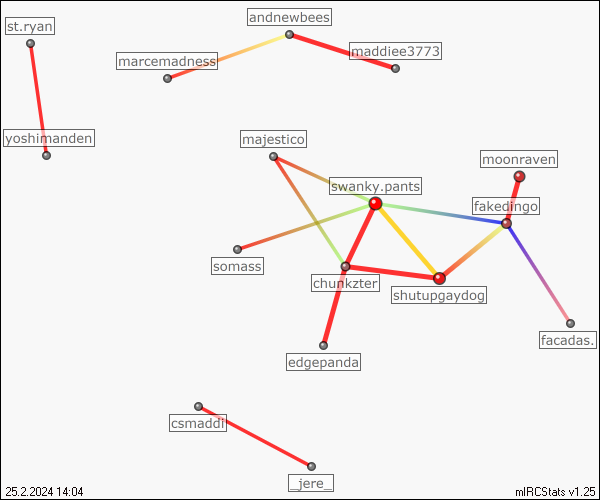 andnewbees
st.ryan
maddiee3773
marcemadness
yoshimanden
majestico
moonraven
swanky.pants
fakedingo
somass
chunkzter
shutupgaydog
facadas.
edgepanda
csmaddi
_jere_
25.2.2024 14:04
mIRCStats v1.25